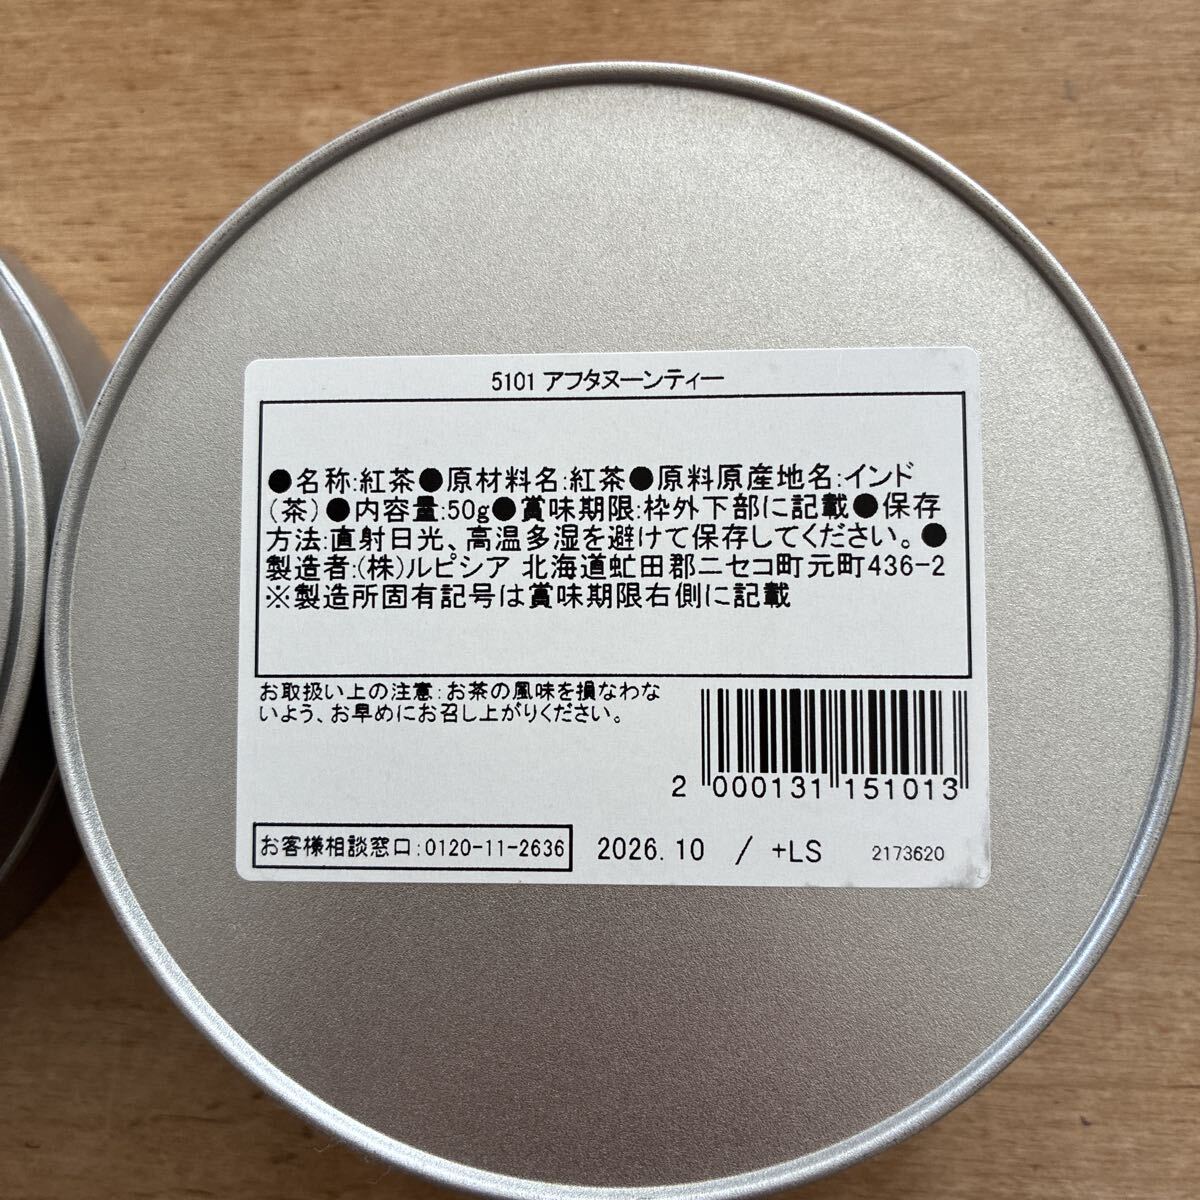 5101 アフタヌーンティー
●名称:紅茶●原材料名:紅茶●原料原産地名:インド
(茶)●内容量:50g●賞味期限:枠外下部に記載●保存
方法:直射日光、高温多湿を避けて保存してください。●
製造者:(株)ルピシア 北海道虻田郡ニセコ町元町436-2
※製造所固有記号は賞味期限右側に記載
お取扱い上の注意:お茶の風味を損なわな
いよう、お早めにお召し上がりください。
2 000131 151013
お客様相談窓口:0120-11-2636
2026.10 / +LS 2173620